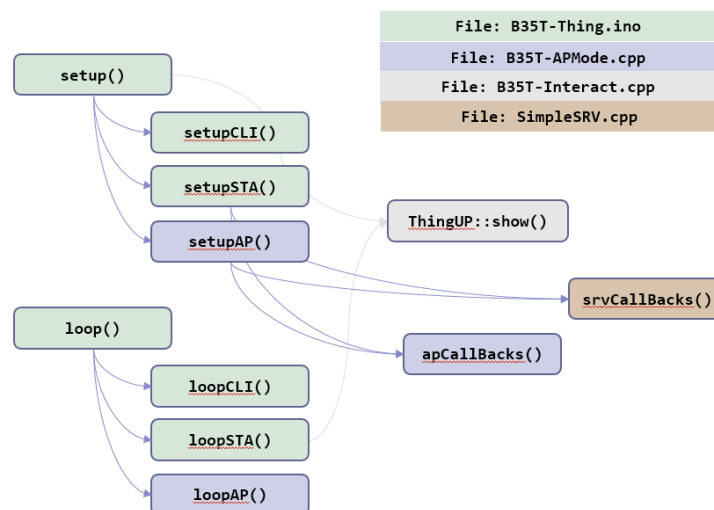 File: B35T-Thing.ino
File: B35T-APMode.cpp
File: B35T-Interact.cpp
File: SimpleSRV.cpp
setup()
setupCLI()
setupSTA()
setupAP()
ThingUP::show()
srvCallBacks()
loop()
apCallBacks()
loopCLI()
loopSTA()
loopAP()